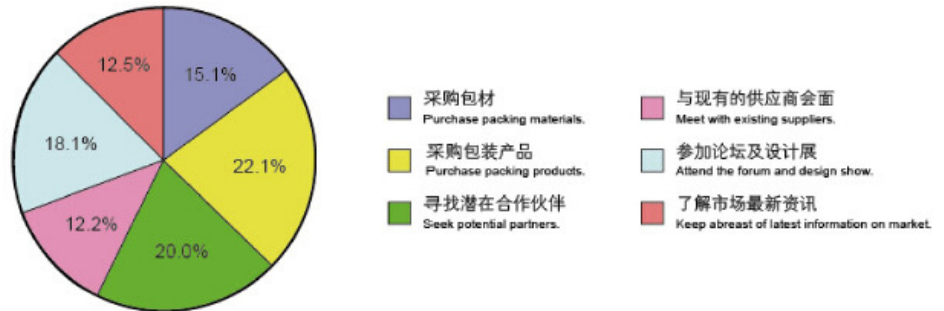 12.5%
15.1%
18.1%
22.1%
12.2%
20.0%
采购包材
Purchase packing materials.
采购包装产品
Purchase packing products.
寻找潜在合作伙伴
Seek potential partners.
与现有的供应商会面
Meet with existing suppliers.
参加论坛及设计展
Attend the forum and design show.
了解市场最新资讯
Keep abreast of latest information on market.